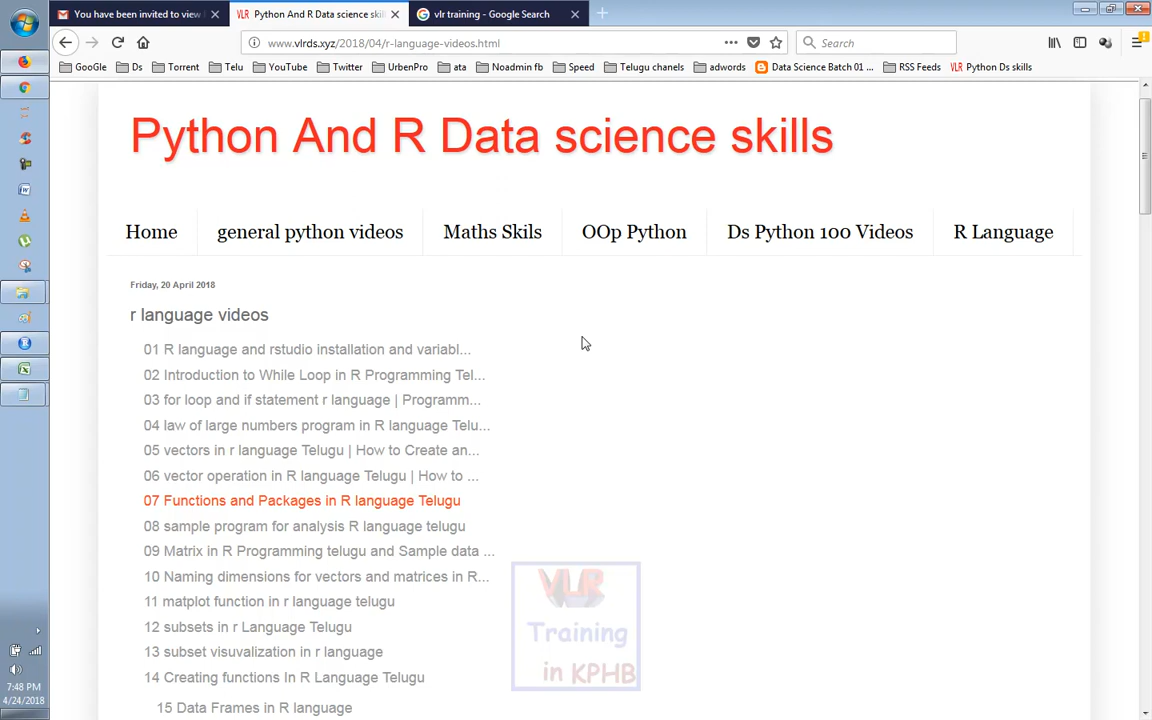 You have been invited to view
VLR Python And R Data science skil
vlr training - Google Search
www.vlrds.xyz/2018/04/r-language-videos.html
Search
GooGle
Ds
Torrent
Telu
YouTube
Twitter
UrbenPro
ata
Noadmin fb
Speed
Telugu chanels
adwords
Data Science Batch 01 ...
RSS Feeds
VLR Python Ds skills
Python And R Data science skills
Home
general python videos
Maths Skils
OOp Python
Ds Python 100 Videos
R Language
Friday, 20 April 2018
r language videos
01 R language and rstudio installation and variabl...
02 Introduction to While Loop in R Programming Tel...
03 for loop and if statement r language | Programm...
04 law of large numbers program in R language Telu...
05 vectors in r language Telugu | How to Create an...
06 vector operation in R language Telugu | How to ...
07 Functions and Packages in R language Telugu
08 sample program for analysis R language telugu
09 Matrix in R Programming telugu and Sample data ...
10 Naming dimensions for vectors and matrices in R...
11 matplot function in r language telugu
12 subsets in r Language Telugu
13 subset visuvalization in r language
14 Creating functions In R Language Telugu
15 Data Frames in R language
VLR
Training
in KPHB
7:48 PM
4/24/2018